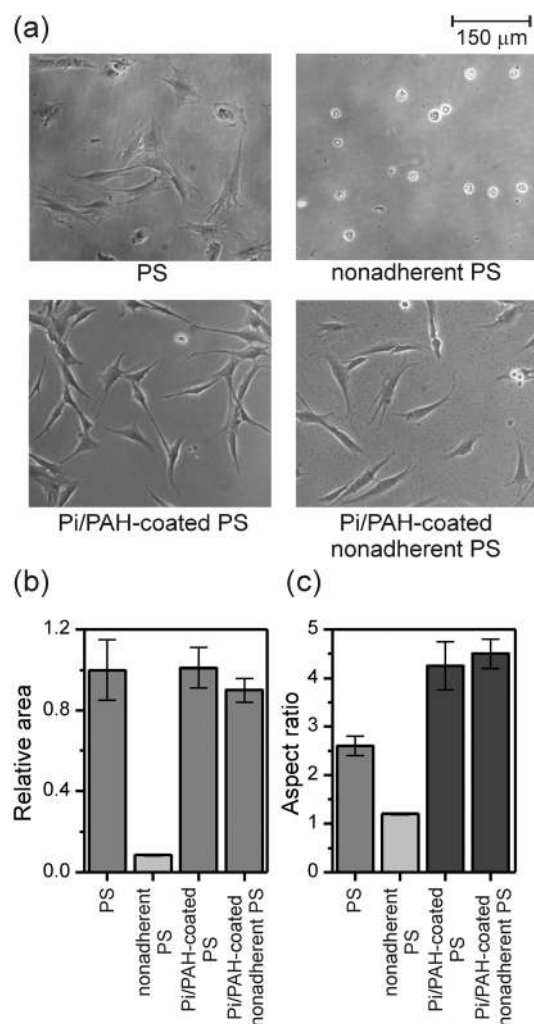 (a)
150 μm
PS
nonadherent PS
Pi/PAH-coated PS
Pi/PAH-coated
nonadherent PS
(b)
1.2
0.8
0.4
0.0
Relative area
PS
nonadherent
PS
Pi/PAH-coated
PS
Pi/PAH-coated
nonadherent PS
(c)
5
4
3
2
1
0
Aspect ratio
PS
nonadherent
PS
Pi/PAH-coated
PS
Pi/PAH-coated
nonadherent PS